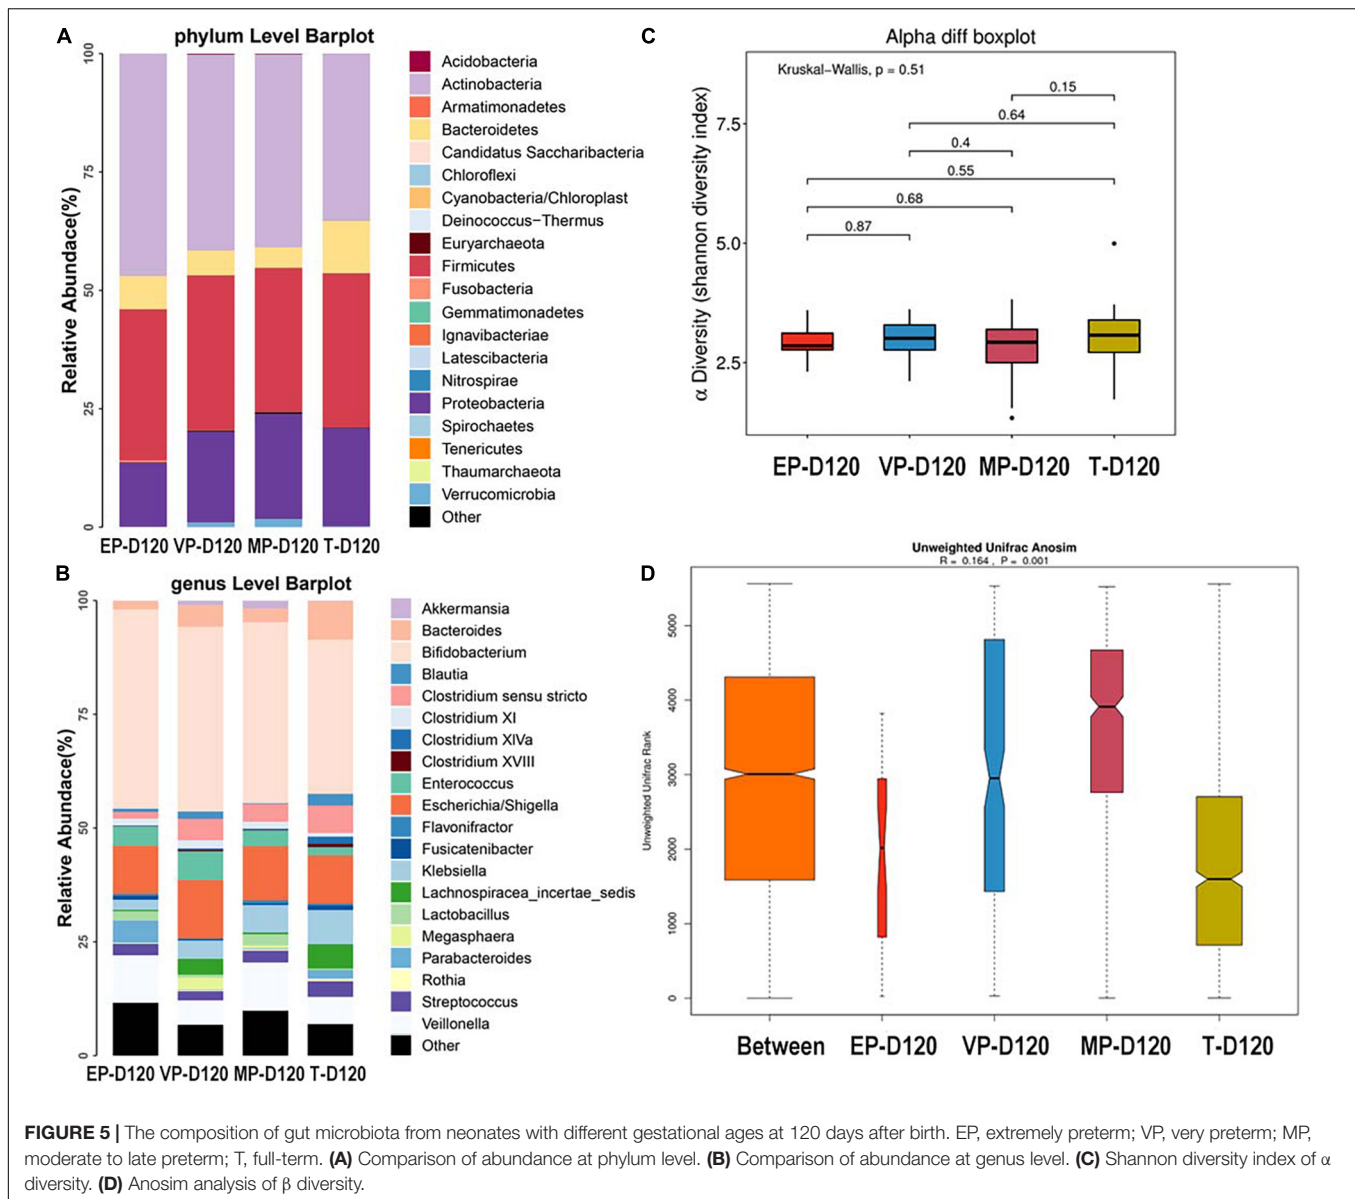 A
phylum Level Barplot
Relative Abundace(%)
100
75
50
25
0
EP-D120 VP-D120 MP-D120 T-D120
Acidobacteria
Actinobacteria
Armatimonadetes
Bacteroidetes
Candidatus Saccharibacteria
Chloroflexi
Cyanobacteria/Chloroplast
Deinococcus−Thermus
Euryarchaeota
Firmicutes
Fusobacteria
Gemmatimonadetes
Ignavibacteriae
Latescibacteria
Nitrospirae
Proteobacteria
Spirochaetes
Tenericutes
Thaumarchaeota
Verrucomicrobia
Other
C
Alpha diff boxplot
Kruskal−Wallis, p = 0.51
α Diversity (shannon diversity index)
7.5
5.0
2.5
0.15
0.64
0.4
0.55
0.68
0.87
EP-D120 VP-D120 MP-D120 T-D120
B
genus Level Barplot
Relative Abundace(%)
100
75
50
25
0
EP-D120 VP-D120 MP-D120 T-D120
Akkermansia
Bacteroides
Bifidobacterium
Blautia
Clostridium sensu stricto
Clostridium XI
Clostridium XIVa
Clostridium XVIII
Enterococcus
Escherichia/Shigella
Flavonifractor
Fusicatenibacter
Klebsiella
Lachnospiracea_incertae_sedis
Lactobacillus
Megasphaera
Parabacteroides
Rothia
Streptococcus
Veillonella
Other
D
Unweighted Unifrac Anosim
R = 0.164 , P = 0.001
Unweighted Unifrac Rank
5000
4000
3000
2000
1000
0
Between EP-D120 VP-D120 MP-D120 T-D120
FIGURE 5 | The composition of gut microbiota from neonates with different gestational ages at 120 days after birth. EP, extremely preterm; VP, very preterm; MP,
moderate to late preterm; T, full-term. (A) Comparison of abundance at phylum level. (B) Comparison of abundance at genus level. (C) Shannon diversity index of α
diversity. (D) Anosim analysis of β diversity.